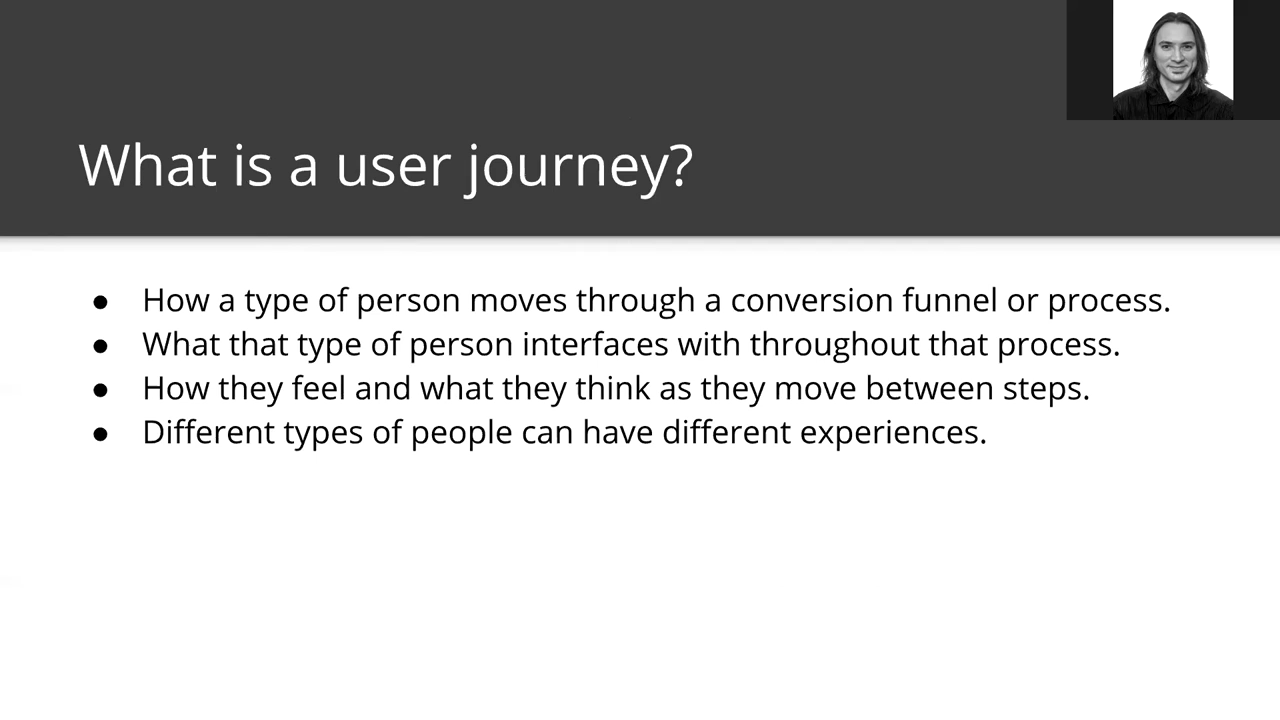 What is a user journey?
● How a type of person moves through a conversion funnel or process.
● What that type of person interfaces with throughout that process.
● How they feel and what they think as they move between steps.
● Different types of people can have different experiences.